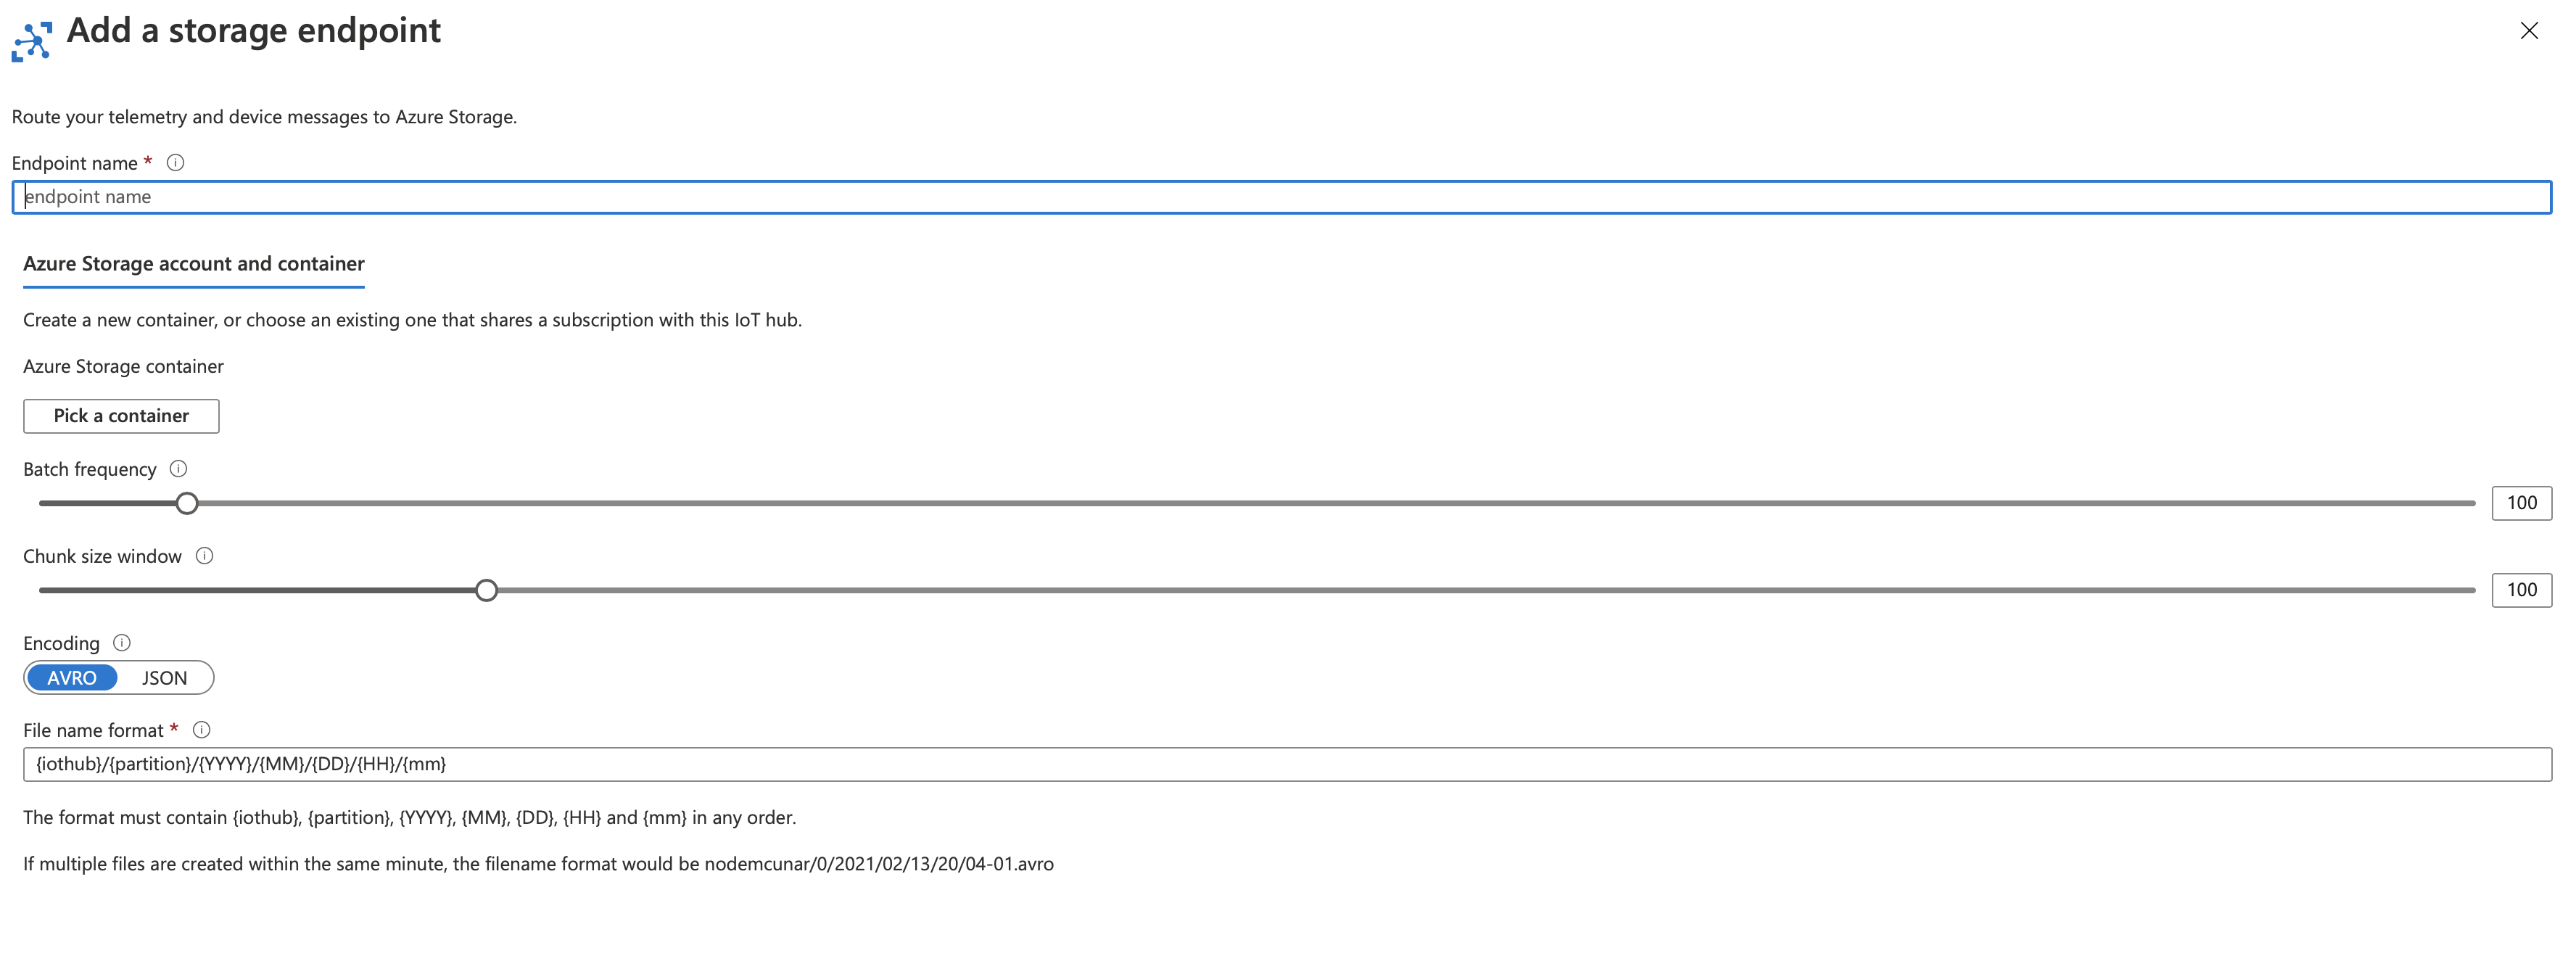 Add a storage endpoint
Route your telemetry and device messages to Azure Storage.
Endpoint name *
endpoint name
Azure Storage account and container
Create a new container, or choose an existing one that shares a subscription with this IoT hub.
Azure Storage container
Pick a container
Batch frequency
100
Chunk size window
100
Encoding
AVRO JSON
File name format *
{iothub}/{partition}/{YYYY}/{MM}/{DD}/{HH}/{mm}
The format must contain {iothub}, {partition}, {YYYY}, {MM}, {DD}, {HH} and {mm} in any order.
If multiple files are created within the same minute, the filename format would be nodemcunar/0/2021/02/13/20/04-01.avro